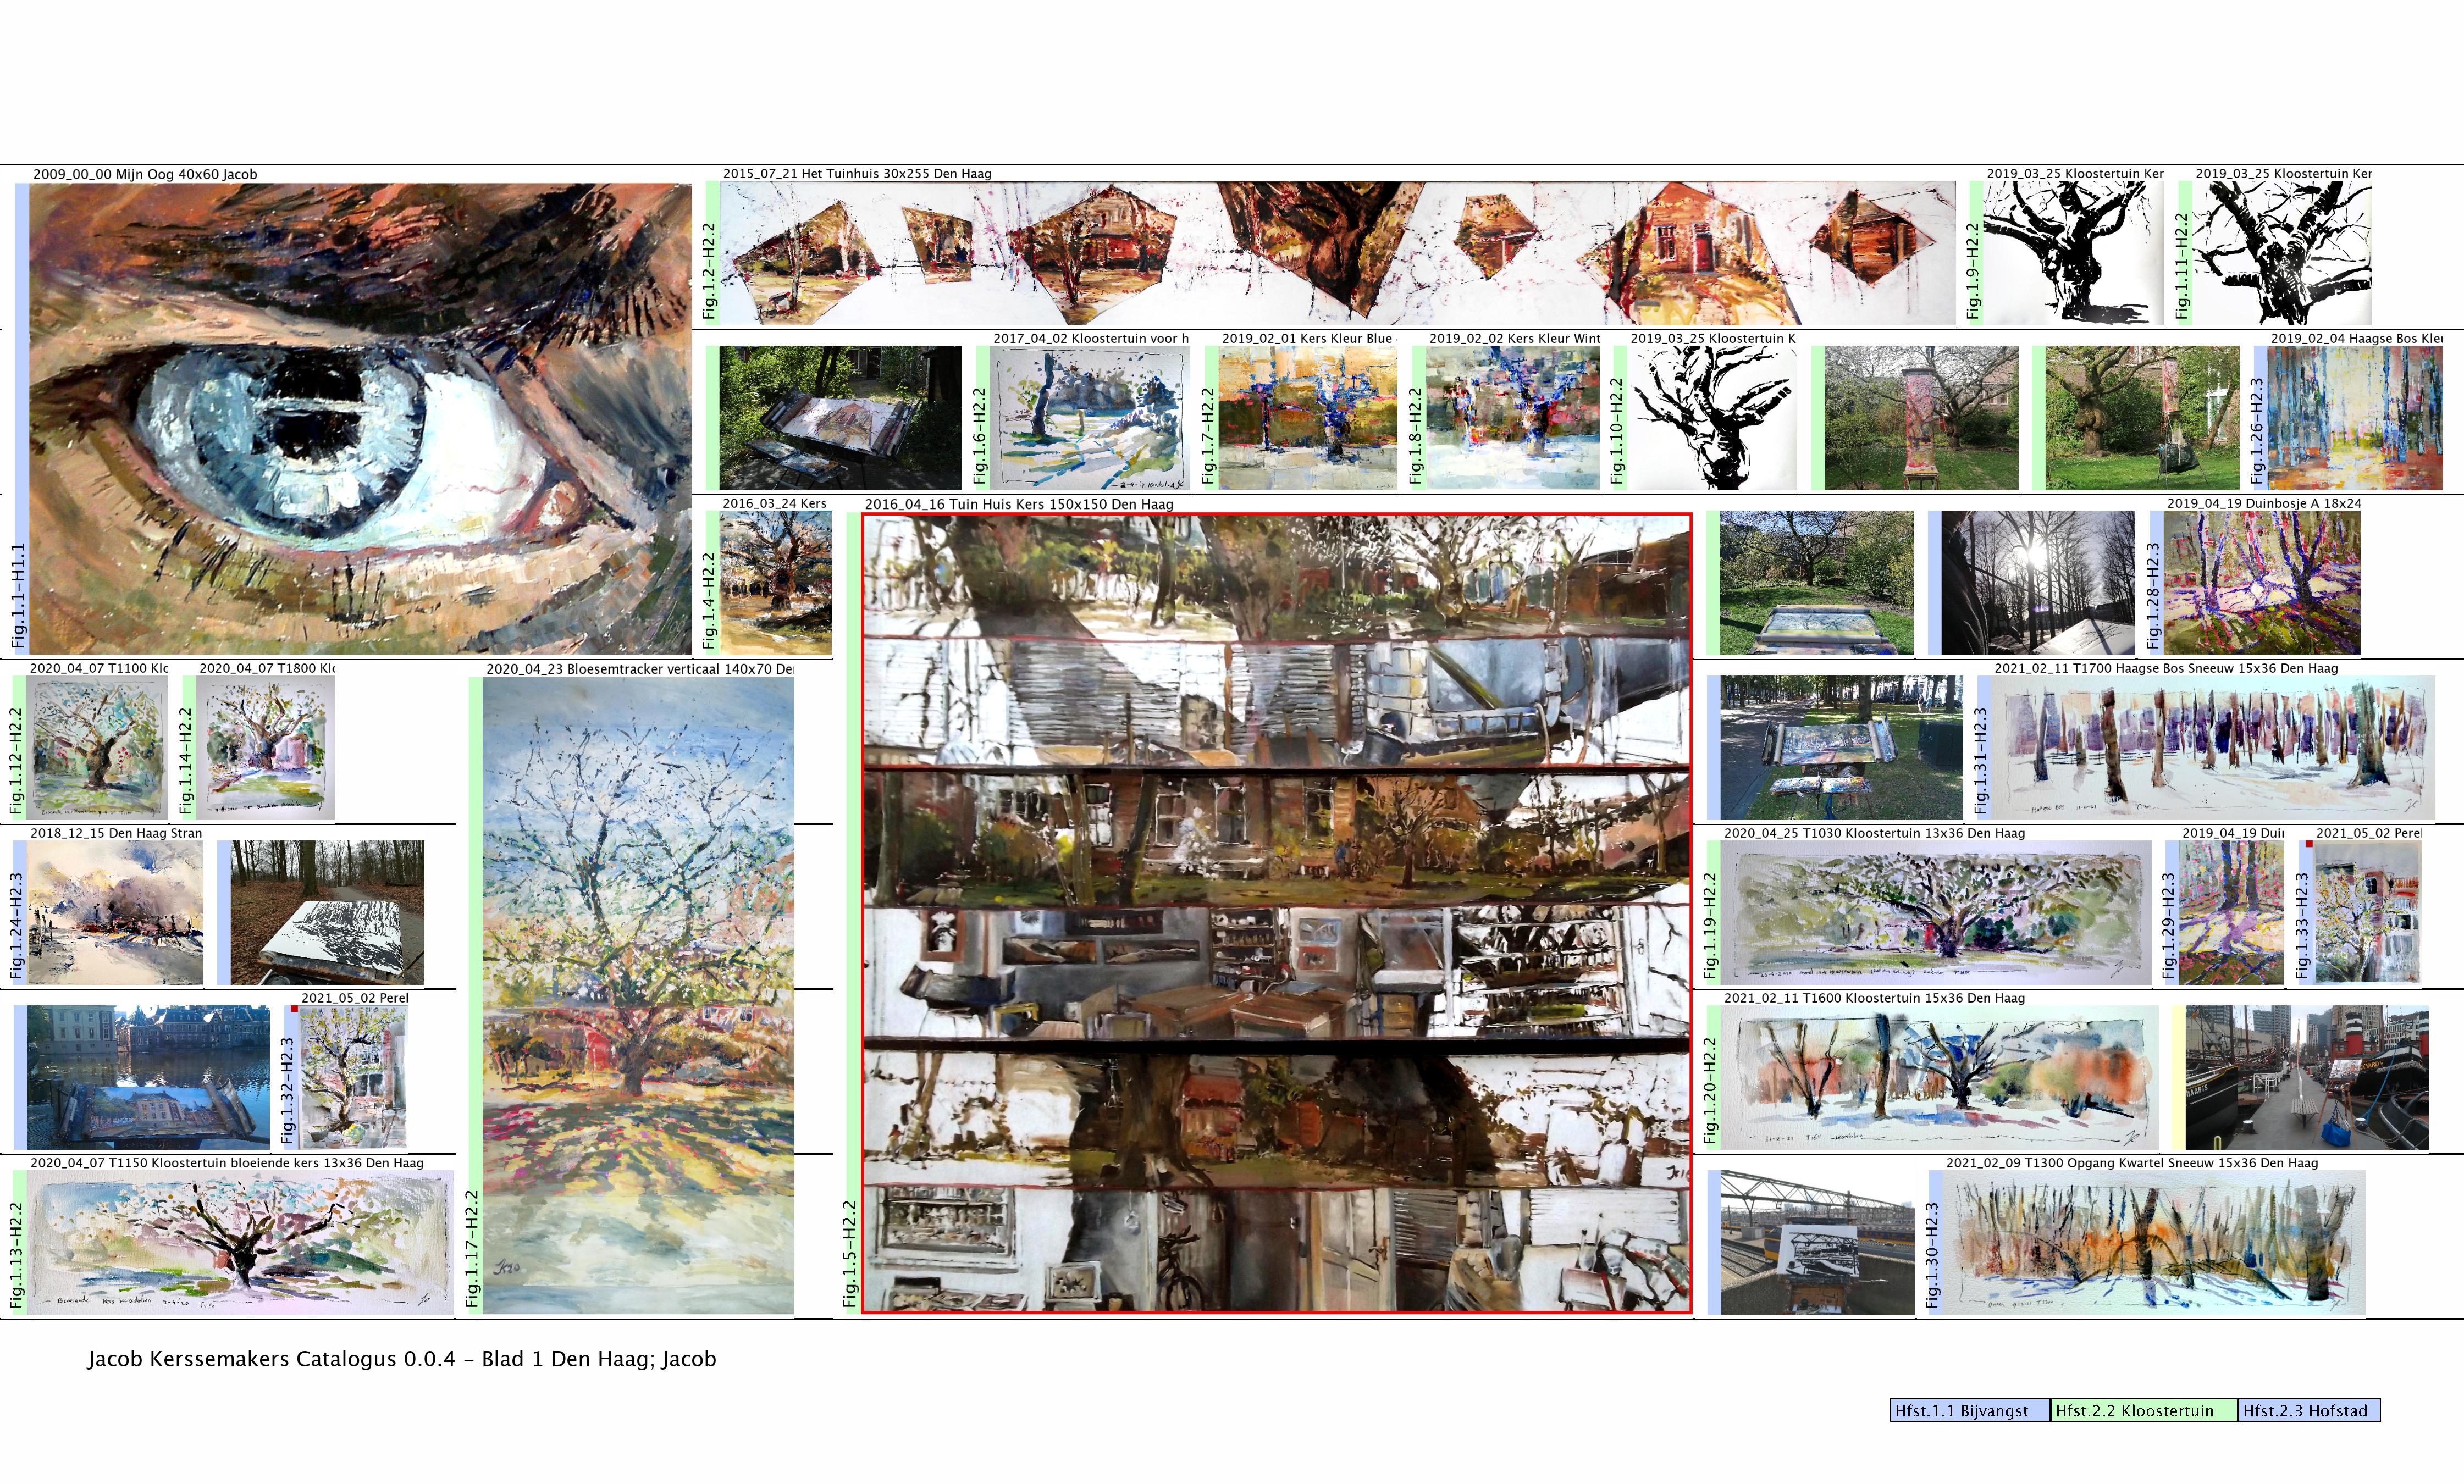 2009_00_00 Mijn Oog 40x60 Jacob
Fig.1.1-H1.1
2015_07_21 Het Tuinhuis 30x255 Den Haag
Fig.1.2-H2.2
2019_03_25 Kloostertuin Ker
Fig.1.9-H2.2
2019_03_25 Kloostertuin Ker
Fig.1.11-H2.2
2017_04_02 Kloostertuin voor h
Fig.1.6-H2.2
2019_02_01 Kers Kleur Blue
Fig.1.7-H2.2
2019_02_02 Kers Kleur Wint
Fig.1.8-H2.2
2019_03_25 Kloostertuin K
Fig.1.10-H2.2
2019_02_04 Haagse Bos Kleu
Fig.1.26-H2.3
2016_03_24 Kers
Fig.1.4-H2.2
2016_04_16 Tuin Huis Kers 150x150 Den Haag
Fig.1.5-H2.2
2019_04_19 Duinbosje A 18x24
Fig.1.28-H2.3
2020_04_07 T1100 Klo
Fig.1.12-H2.2
2020_04_07 T1800 Klo
Fig.1.14-H2.2
2020_04_23 Bloesemtracker verticaal 140x70 Den
Fig.1.17-H2.2
JK20
2021_02_11 T1700 Haagse Bos Sneeuw 15x36 Den Haag
Fig.1.31-H2.3
Haagse Bos 11-2-21
2018_12_15 Den Haag Stran
Fig.1.24-H2.3
2020_04_25 T1030 Kloostertuin 13x36 Den Haag
Fig.1.19-H2.2
2019_04_19 Duin
Fig.1.29-H2.3
2021_05_02 Perel
Fig.1.33-H2.3
2021_05_02 Perel
Fig.1.32-H2.3
2021_02_11 T1600 Kloostertuin 15x36 Den Haag
Fig.1.20-H2.2
2020_04_07 T1150 Kloostertuin bloeiende kers 13x36 Den Haag
Fig.1.13-H2.2
2021_02_09 T1300 Opgang Kwartel Sneeuw 15x36 Den Haag
Fig.1.30-H2.3
Jacob Kerssemakers Catalogus 0.0.4 - Blad 1 Den Haag; Jacob
Hfst.1.1 Bijvangst
Hfst.2.2 Kloostertuin
Hfst.2.3 Hofstad